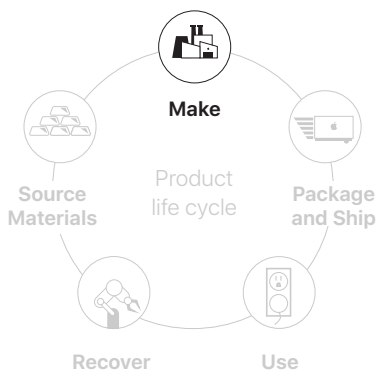 Make
Source
Materials
Product
life cycle
Package
and Ship
Recover
Use